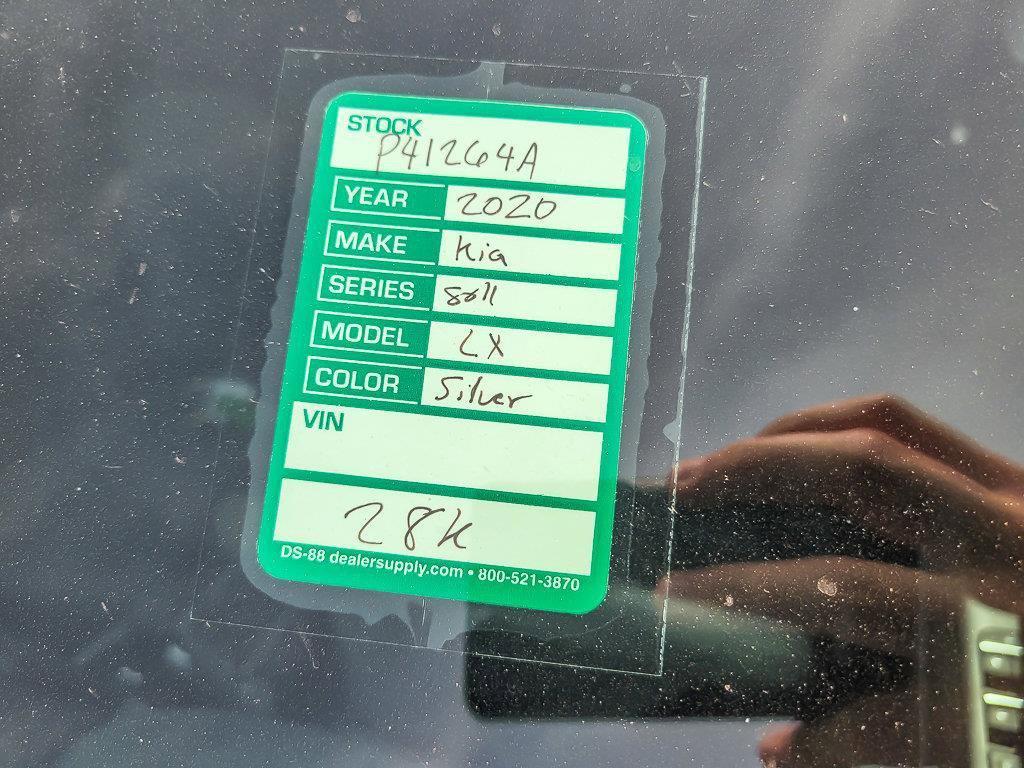 STOCK
P41264A
YEAR 2020
MAKE Kia
SERIES Soll
MODEL LX
COLOR Silver
VIN
28K
DS-88 dealersupply.com • 800-521-3870